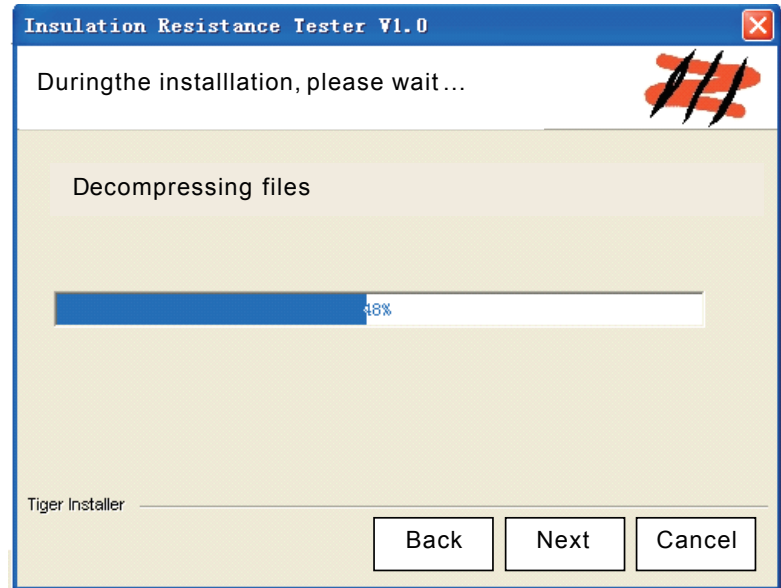 Insulation Resistance Tester V1.0
Duringthe installlation, please wait...
Decompressing files
48%
Tiger Installer
Back Next Cancel